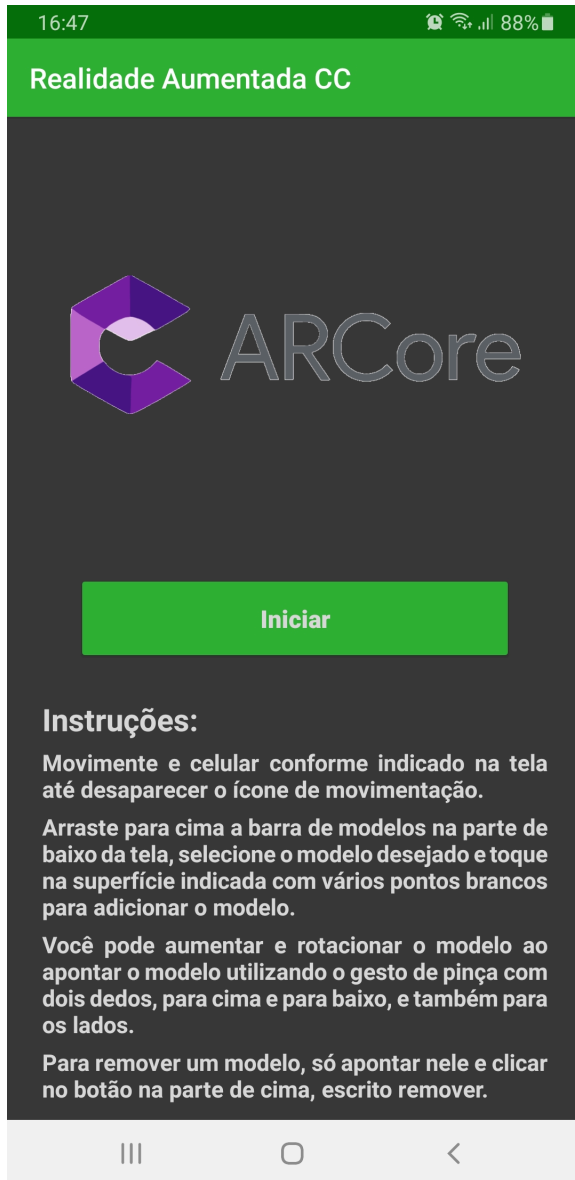 16:47 88%
Realidade Aumentada CC
ARCore
Iniciar
Instruções:
Movimente e celular conforme indicado na tela
até desaparecer o ícone de movimentação.
Arraste para cima a barra de modelos na parte de
baixo da tela, selecione o modelo desejado e toque
na superfície indicada com vários pontos brancos
para adicionar o modelo.
Você pode aumentar e rotacionar o modelo ao
apontar o modelo utilizando o gesto de pinça com
dois dedos, para cima e para baixo, e também para
os lados.
Para remover um modelo, só apontar nele e clicar
no botão na parte de cima, escrito remover.